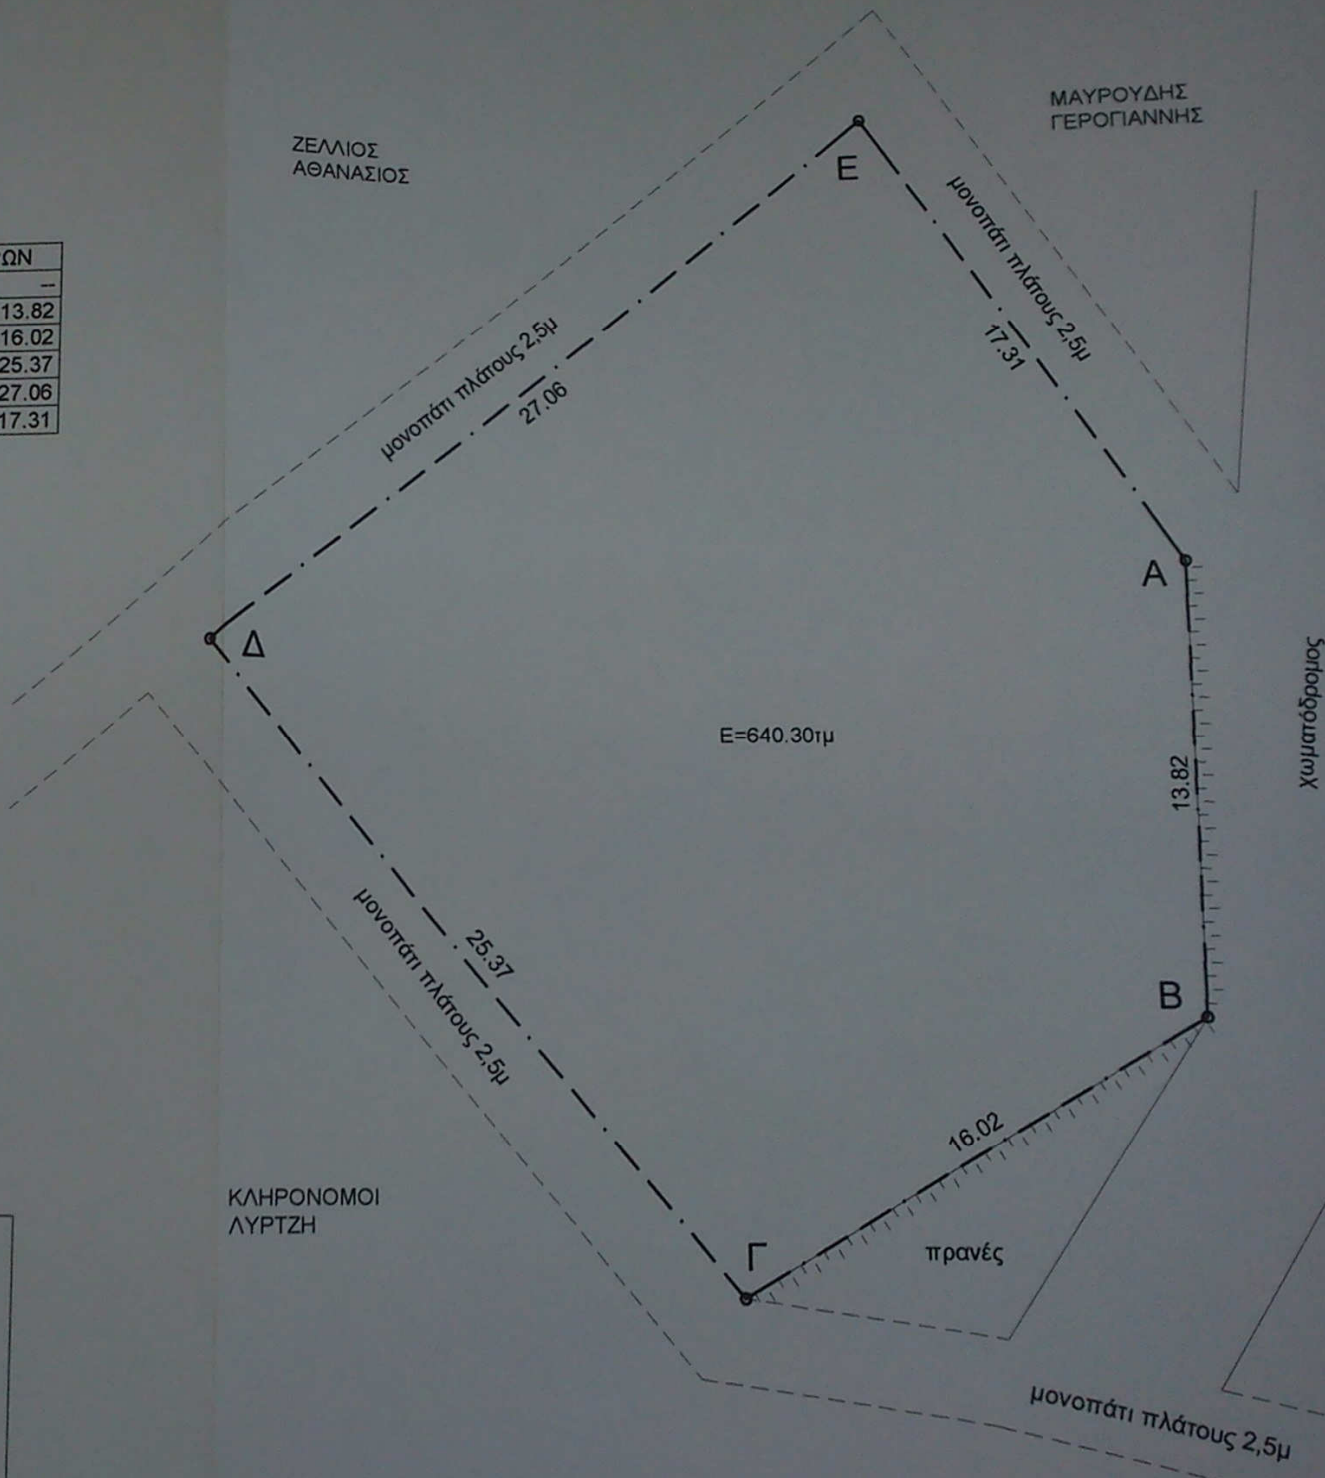 ΜΑΥΡΟΥΔΗΣ
ΓΕΡΟΓΙΑΝΝΗΣ
ΖΕΛΛΙΟΣ
ΑΘΑΝΑΣΙΟΣ
Ε
μονοπάτι πλάτους 2,5μ
17.31
--
13.82
16.02
25.37
27.06
17.31
μονοπάτι πλάτους 2,5μ
27.06
Α
Δ
χωματόδρομος
Ε=640.30τμ
13.82
Β
μονοπάτι πλάτους 2,5μ
25.37
16.02
ΚΛΗΡΟΝΟΜΟΙ
ΛΥΡΤΖΗ
Γ
πρανές
μονοπάτι πλάτους 2,5μ